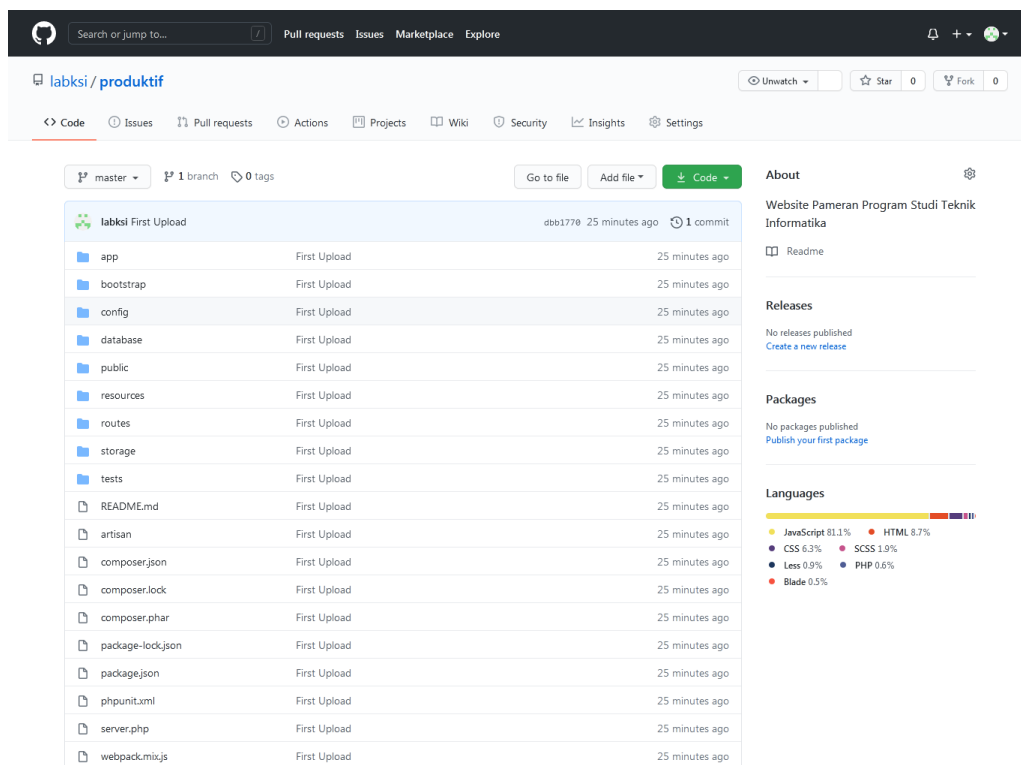 Search or jump to... /
Pull requests Issues Marketplace Explore
labksi / produktif
Unwatch Star 0 Fork 0
Code Issues Pull requests Actions Projects Wiki Security Insights Settings
master 1 branch 0 tags Go to file Add file Code
labksi First Upload dbb1770 25 minutes ago 1 commit
app First Upload 25 minutes ago
bootstrap First Upload 25 minutes ago
config First Upload 25 minutes ago
database First Upload 25 minutes ago
public First Upload 25 minutes ago
resources First Upload 25 minutes ago
routes First Upload 25 minutes ago
storage First Upload 25 minutes ago
tests First Upload 25 minutes ago
README.md First Upload 25 minutes ago
artisan First Upload 25 minutes ago
composer.json First Upload 25 minutes ago
composer.lock First Upload 25 minutes ago
composer.phar First Upload 25 minutes ago
package-lock.json First Upload 25 minutes ago
package.json First Upload 25 minutes ago
phpunit.xml First Upload 25 minutes ago
server.php First Upload 25 minutes ago
webpack.mix.js First Upload 25 minutes ago
About
Website Pameran Program Studi Teknik
Informatika
Readme
Releases
No releases published
Create a new release
Packages
No packages published
Publish your first package
Languages
JavaScript 81.1% HTML 8.7%
CSS 6.3% SCSS 1.9%
Less 0.9% PHP 0.6%
Blade 0.5%